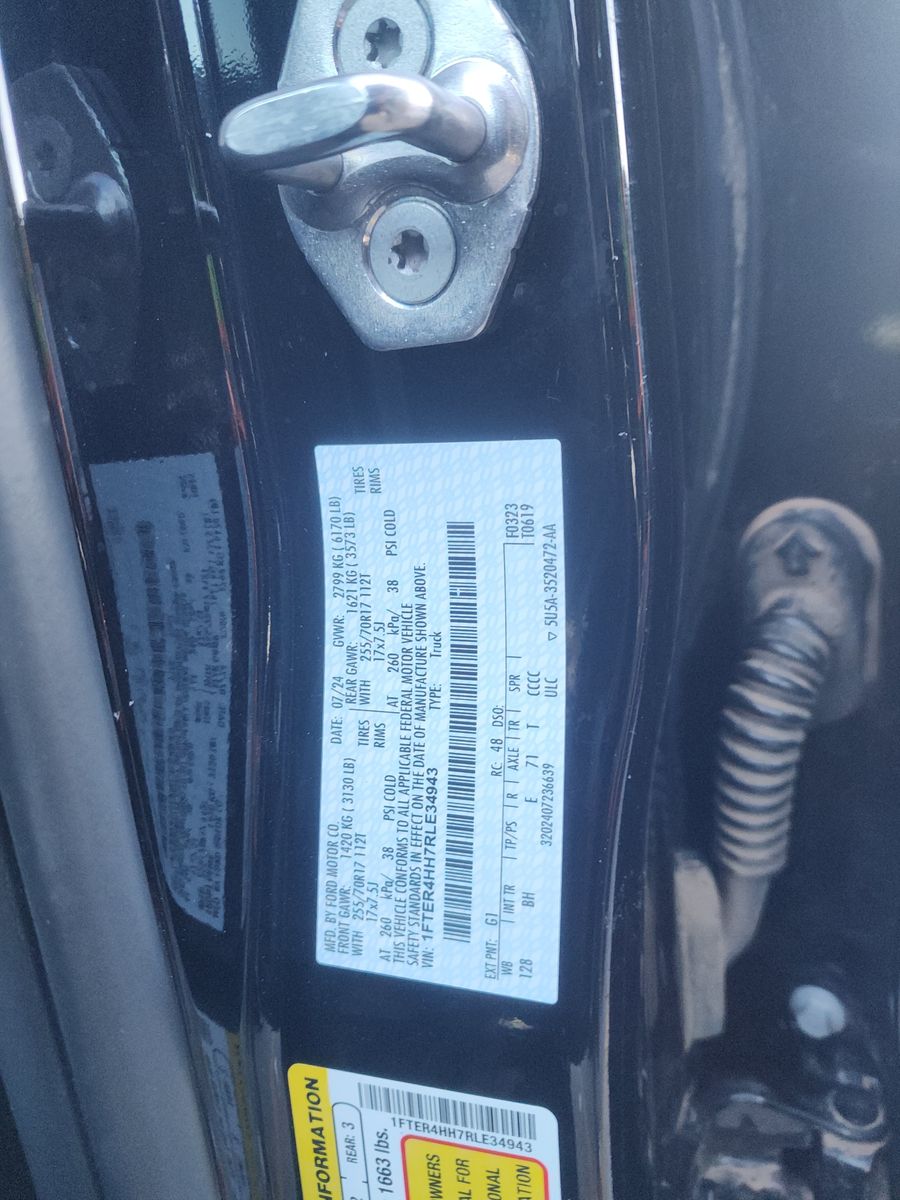 MFD. BY FORD MOTOR CO.
DATE: 07/24 GVWR: 2799 KG ( 6170 LB)
FRONT GAWR: 1420 KG ( 3130 LB) REAR GAWR: 1621 KG ( 3573 LB)
WITH 255/70R17 112T TIRES WITH 255/70R17 112T TIRES
17x7.5J RIMS 17x7.5J RIMS
AT 260 kPa/ 38 PSI COLD AT 260 kPa/ 38 PSI COLD
THIS VEHICLE CONFORMS TO ALL APPLICABLE FEDERAL MOTOR VEHICLE
SAFETY STANDARDS IN EFFECT ON THE DATE OF MANUFACTURE SHOWN ABOVE.
VIN: 1FTER4HH7RLE34943 TYPE: Truck
F0323
T0619
EXT PNT: G1 RC: 48 DSO:
WB INT TR TP/PS R AXLE TR SPR
128 BH E 71 T CCCC
3202407236639 ULC ▽ 5U5A-3520472-AA
INFORMATION
REAR: 3
1663 lbs.
1FTER4HH7RLE34943
OWNERS
FOR